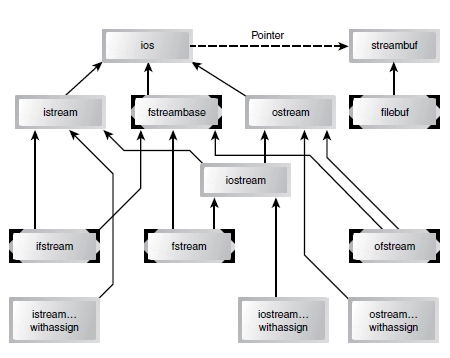 Pointer
ios
streambuf
istream
fstreambase
ostream
filebuf
iostream
ifstream
fstream
ofstream
istream…
withassign
iostream…
withassign
ostream…
withassign